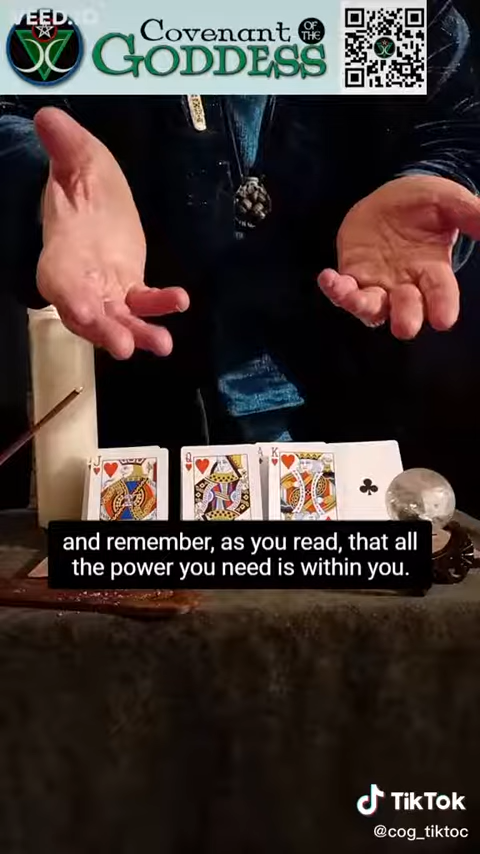 VEED.IO
Covenant
OF THE
GODDESS
J
Q
A
K
and remember, as you read, that all
the power you need is within you.
TikTok
@cog_tiktoc